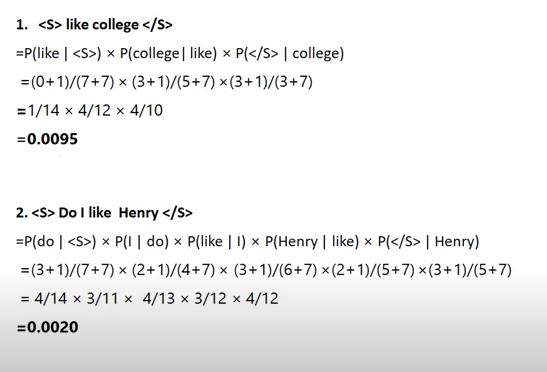 1. <S> like college </S>
=P(like | <S>) × P(college| like) × P(</S> | college)
=(0+1)/(7+7) × (3+1)/(5+7) ×(3+1)/(3+7)
=1/14 × 4/12 × 4/10
=0.0095
2. <S> Do I like Henry </S>
=P(do | <S>) × P(I | do) × P(like | I) × P(Henry | like) × P(</S> | Henry)
=(3+1)/(7+7) × (2+1)/(4+7) × (3+1)/(6+7) ×(2+1)/(5+7) ×(3+1)/(5+7)
= 4/14 × 3/11 × 4/13 × 3/12 × 4/12
=0.0020